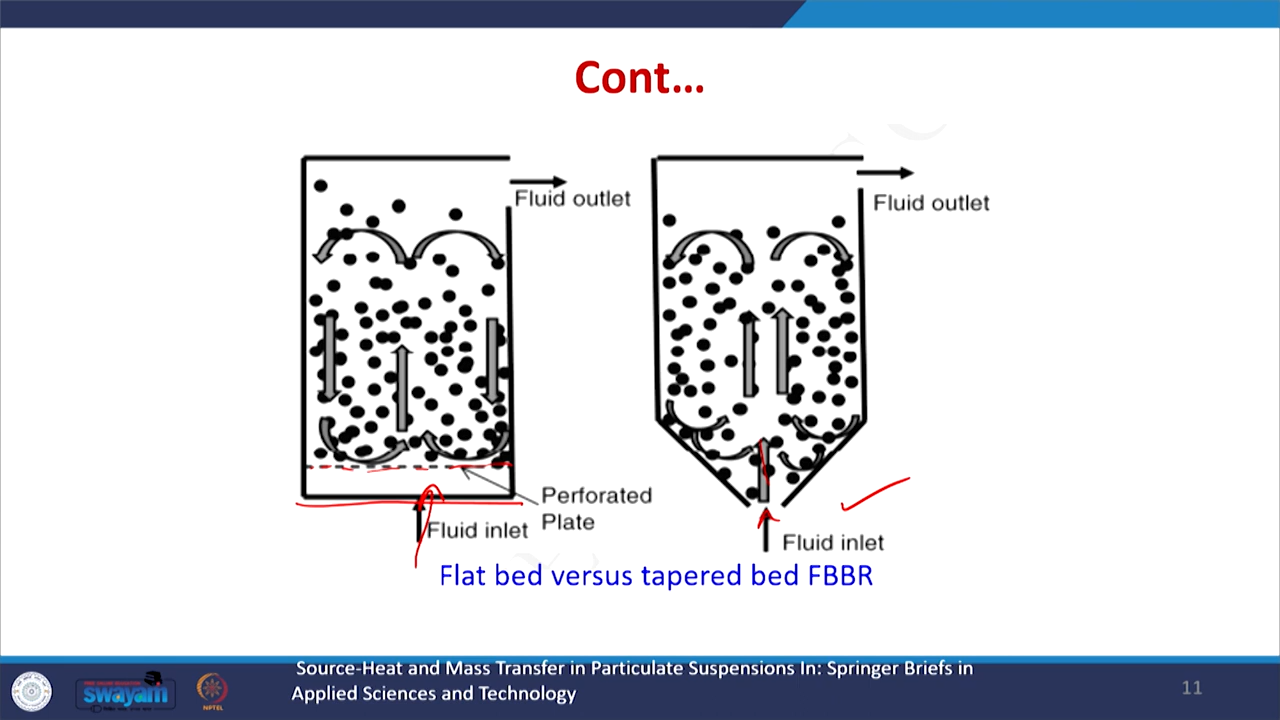 Cont...
Fluid outlet
Fluid outlet
Perforated
Plate
Fluid inlet
Fluid inlet
Flat bed versus tapered bed FBBR
Source-Heat and Mass Transfer in Particulate Suspensions In: Springer Briefs in
Applied Sciences and Technology
swayam
NPTEL
11